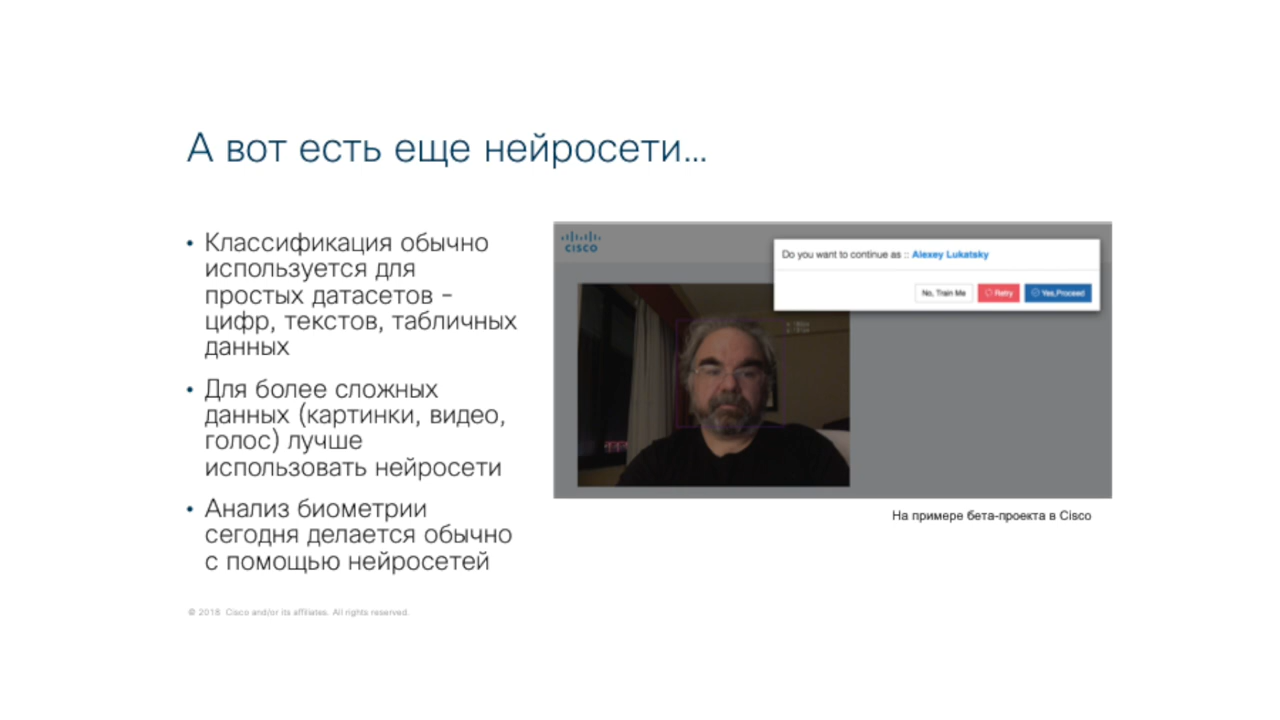 А вот есть еще нейросети...
• Классификация обычно
используется для
простых датасетов –
цифр, текстов, табличных
данных
• Для более сложных
данных (картинки, видео,
голос) лучше
использовать нейросети
• Анализ биометрии
сегодня делается обычно
с помощью нейросетей
CISCO
Do you want to continue as :: Alexey Lukatsky
No, Train Me Retry Yes,Proceed
На примере бета-проекта в Cisco
© 2018 Cisco and/or its affiliates. All rights reserved.